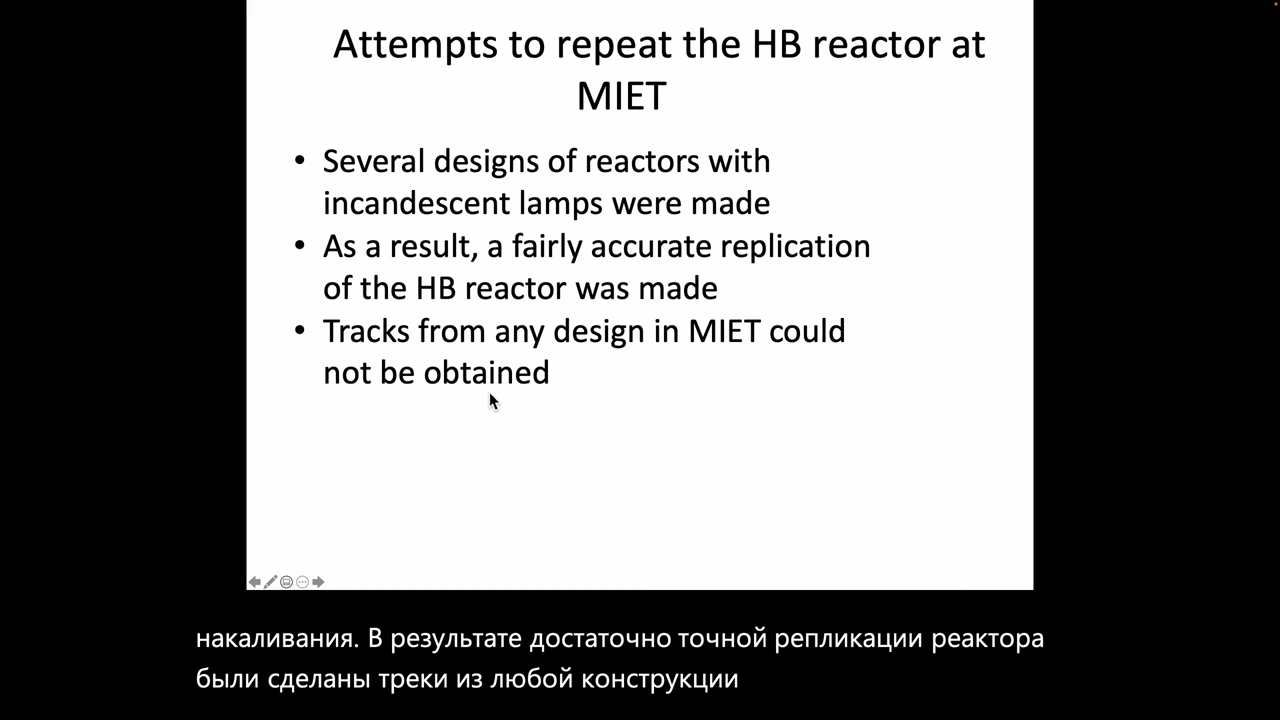 Attempts to repeat the HB reactor at
MIET
• Several designs of reactors with
incandescent lamps were made
• As a result, a fairly accurate replication
of the HB reactor was made
• Tracks from any design in MIET could
not be obtained
накаливания. В результате достаточно точной репликации реактора
были сделаны треки из любой конструкции